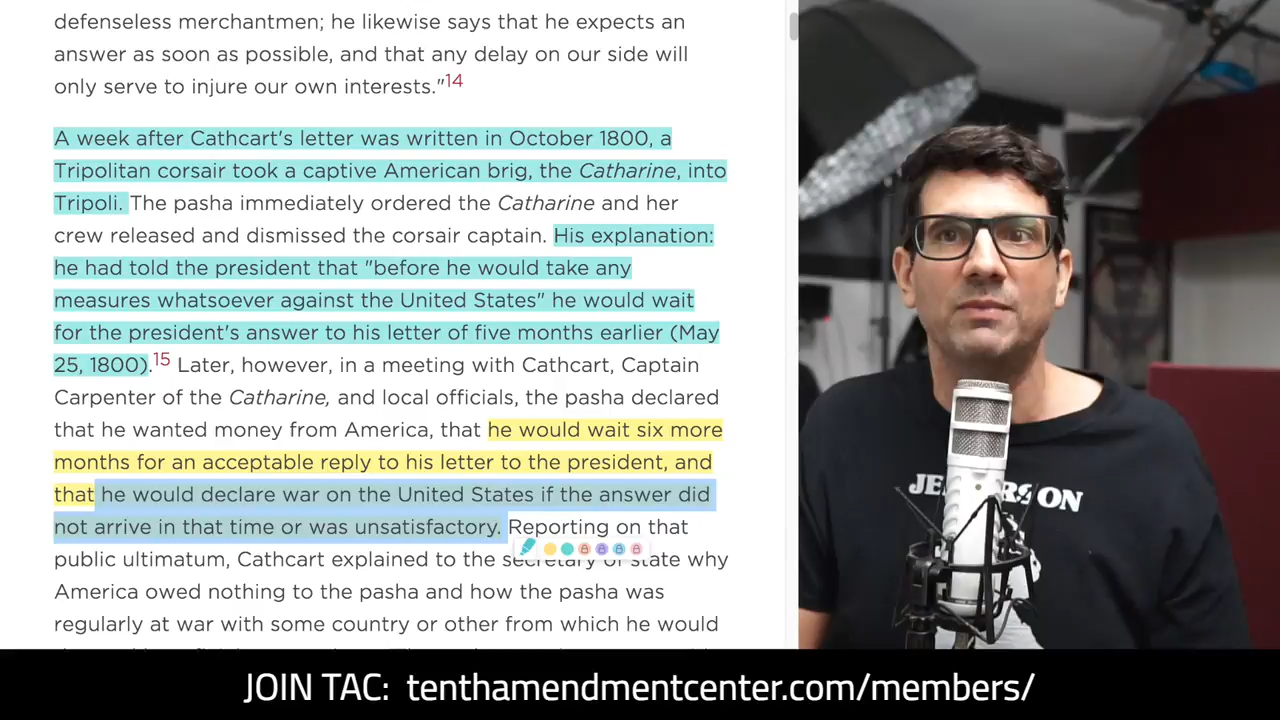 defenseless merchantmen; he likewise says that he expects an
answer as soon as possible, and that any delay on our side will
only serve to injure our own interests."14
A week after Cathcart's letter was written in October 1800, a
Tripolitan corsair took a captive American brig, the Catharine, into
Tripoli. The pasha immediately ordered the Catharine and her
crew released and dismissed the corsair captain. His explanation:
he had told the president that "before he would take any
measures whatsoever against the United States" he would wait
for the president's answer to his letter of five months earlier (May
25, 1800).15 Later, however, in a meeting with Cathcart, Captain
Carpenter of the Catharine, and local officials, the pasha declared
that he wanted money from America, that he would wait six more
months for an acceptable reply to his letter to the president, and
that he would declare war on the United States if the answer did
not arrive in that time or was unsatisfactory. Reporting on that
public ultimatum, Cathcart explained to the secretary of state why
America owed nothing to the pasha and how the pasha was
regularly at war with some country or other from which he would
JEFFERSON
JOIN TAC: tenthamendmentcenter.com/members/